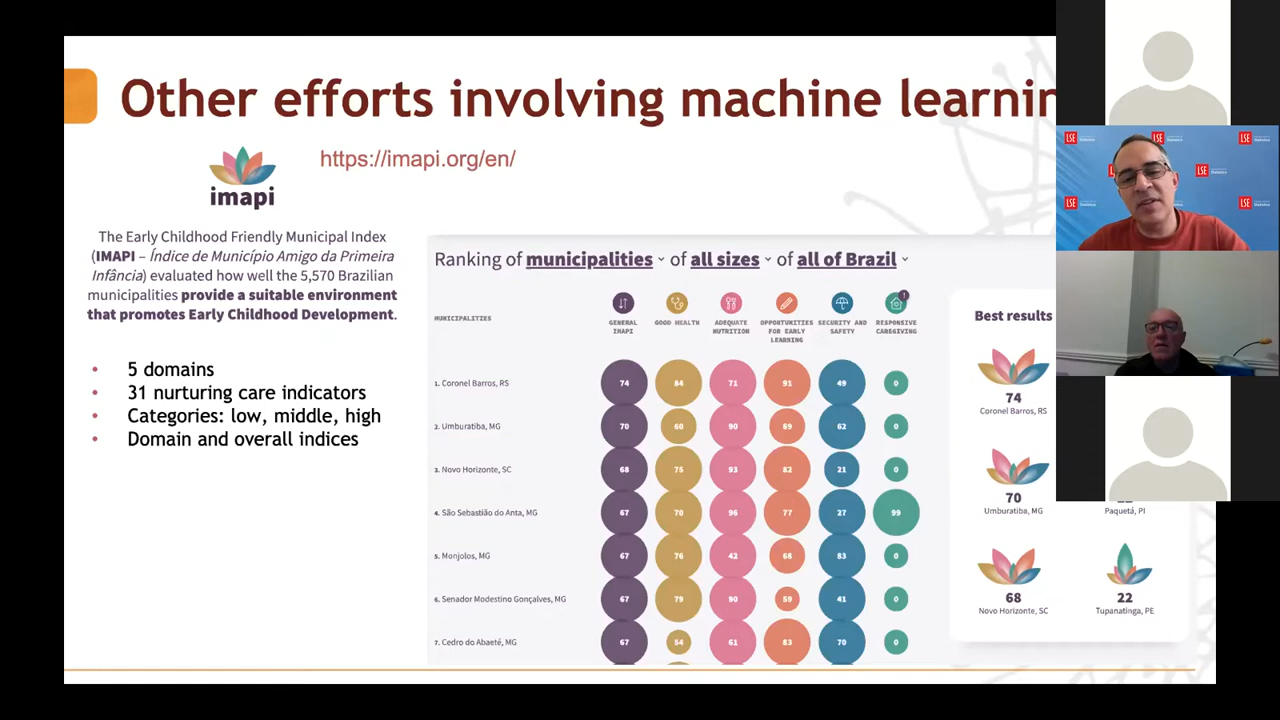 Other efforts involving machine
imapi
https://imapi.org/en/
The Early Childhood Friendly Municipal Index
(IMAPI – Índice de Município Amigo da Primeira
Infância) evaluated how well the 5,570 Brazilian
municipalities provide a suitable environment
that promotes Early Childhood Development.
• 5 domains
• 31 nurturing care indicators
• Categories: low, middle, high
• Domain and overall indices
Ranking of municipalities of all sizes of all of Brazil
MUNICIPALITIES
GENERAL IMAPI
GOOD HEALTH
ADEQUATE NUTRITION
OPPORTUNITIES FOR EARLY LEARNING
SECURITY AND SAFETY
RESPONSIVE CAREGIVING
!
1. Coronel Barros, RS 74 84 71 91 49 0
2. Umburatiba, MG 70 60 90 69 62 0
3. Novo Horizonte, SC 68 75 93 82 21 0
4. São Sebastião do Anta, MG 67 70 96 77 27 99
5. Monjolos, MG 67 76 42 68 83 0
6. Senador Modestino Gonçalves, MG 67 79 90 59 41 0
7. Cedro do Abaeté, MG 67 54 61 83 70 0
Best results
74
Coronel Barros, RS
70
Umburatiba, MG
Paquetá, PI
68
Novo Horizonte, SC
22
Tupanatinga, PE
LSE
LSE
LSE
LSE
LSE
LSE